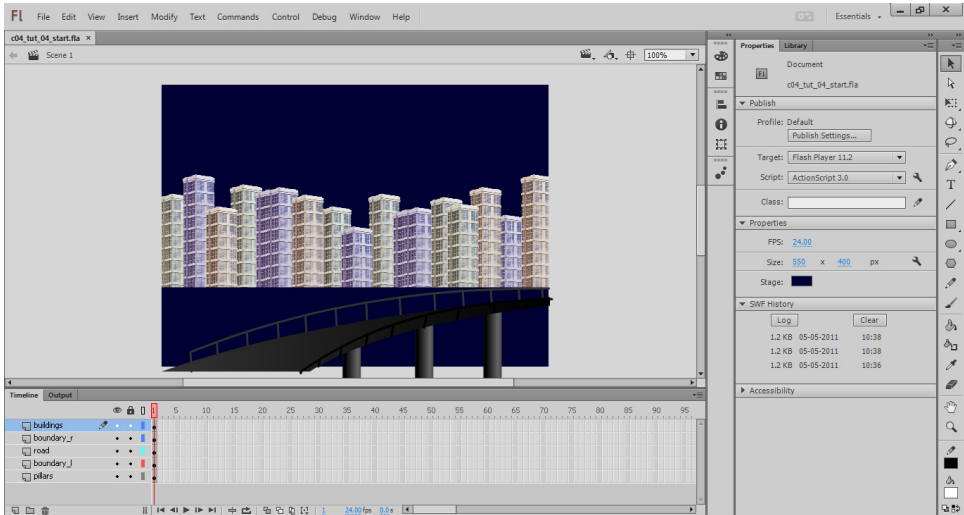 Fl File Edit View Insert Modify Text Commands Control Debug Window Help Essentials
c04_tut_04_start.fla ×
Scene 1 100%
Properties Library
Fl Document
c04_tut_04_start.fla
Publish
Profile: Default
Publish Settings...
Target: Flash Player 11.2
Script: ActionScript 3.0
Class:
Properties
FPS: 24.00
Size: 550 x 400 px
Stage:
SWF History
Log Clear
1.2 KB 05-05-2011 10:38
1.2 KB 05-05-2011 10:38
1.2 KB 05-05-2011 10:36
Accessibility
T
Timeline Output
1 5 10 15 20 25 30 35 40 45 50 55 60 65 70 75 80 85 90 95
buildings
boundary_r
road
boundary_l
pillars
1 24.00 fps 0.0 s